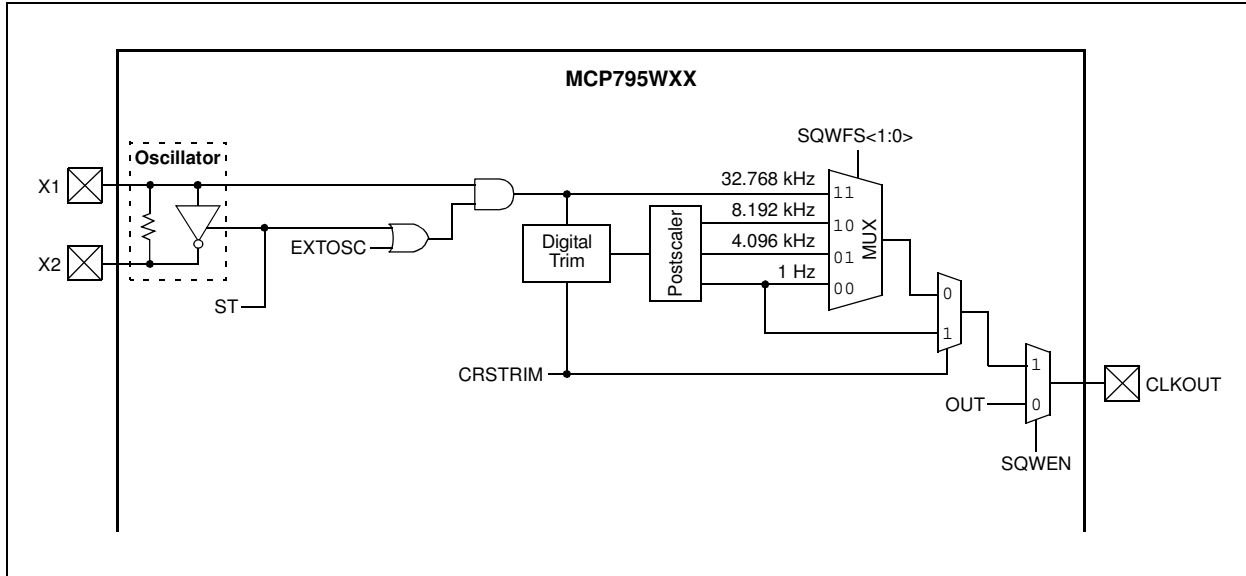 MCP795WXX
SQWFS<1:0>
Oscillator
X1
X2
EXTOSC
ST
Digital
Trim
Postscaler
32.768 kHz
8.192 kHz
4.096 kHz
1 Hz
11
10
01
00
MUX
0
1
CRSTRIM
1
0
OUT
CLKOUT
SQWEN